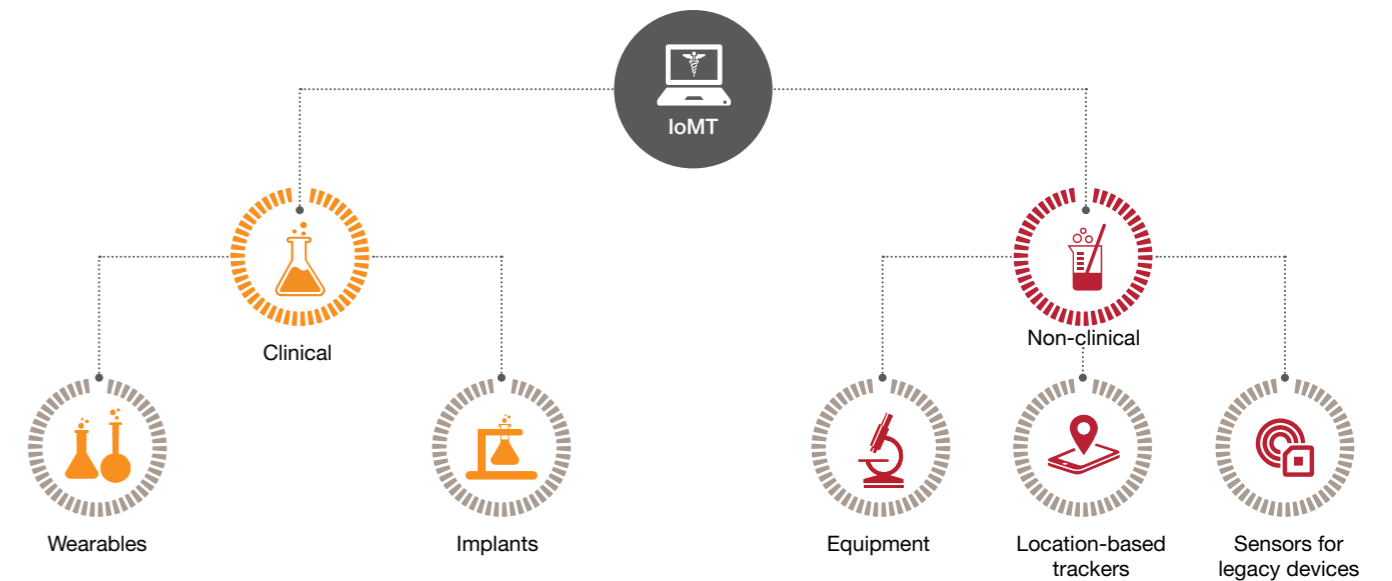 IoMT
Clinical
Non-clinical
Wearables
Implants
Equipment
Location-based
trackers
Sensors for
legacy devices